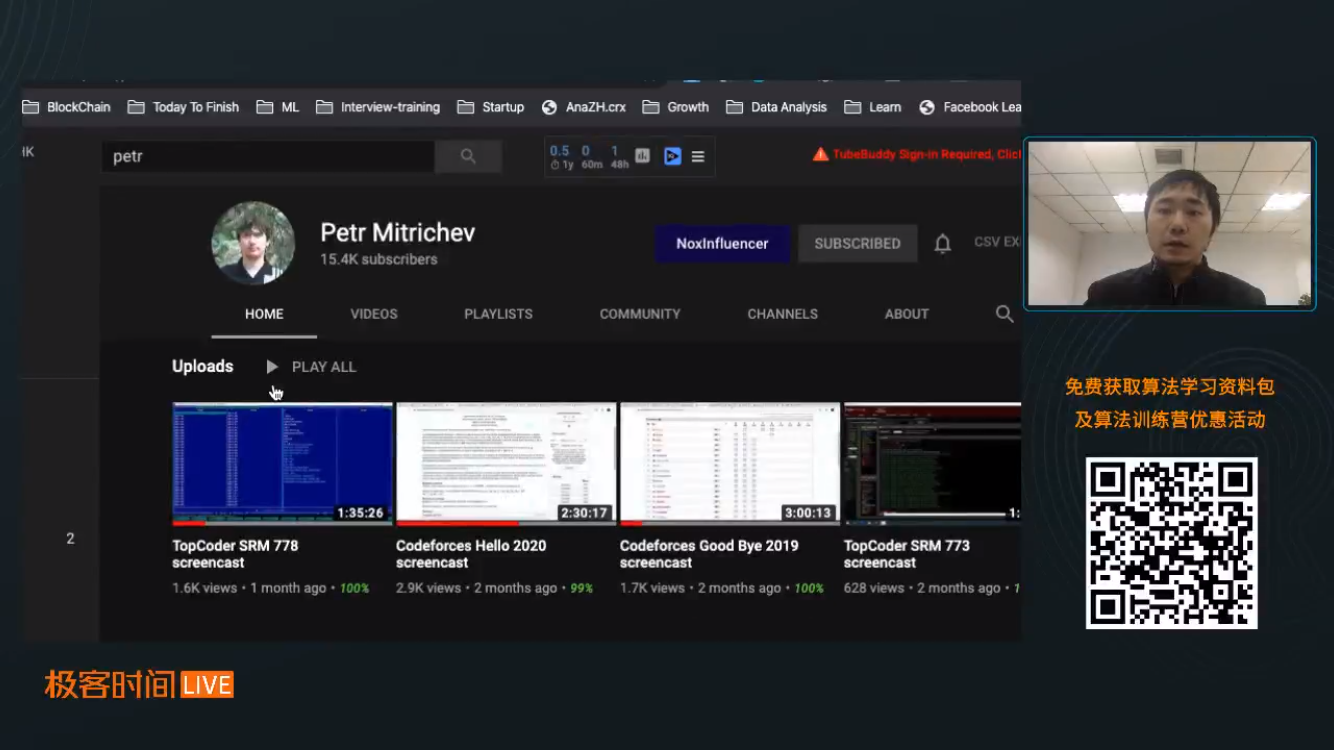 BlockChain Today To Finish ML Interview-training Startup AnaZH.crx Growth Data Analysis Learn Facebook Lea
HK
petr
0.5 0 1
1y 60m 48h
TubeBuddy Sign-in Required, Clic
Petr Mitrichev
15.4K subscribers
NoxInfluencer
SUBSCRIBED
CSV EX
HOME VIDEOS PLAYLISTS COMMUNITY CHANNELS ABOUT
Uploads PLAY ALL
1:35:26
2:30:17
3:00:13
1:
TopCoder SRM 778
screencast
1.6K views • 1 month ago • 100%
Codeforces Hello 2020
screencast
2.9K views • 2 months ago • 99%
Codeforces Good Bye 2019
screencast
1.7K views • 2 months ago • 100%
TopCoder SRM 773
screencast
628 views • 2 months ago • 1
2
免费获取算法学习资料包
及算法训练营优惠活动
极客时间 LIVE